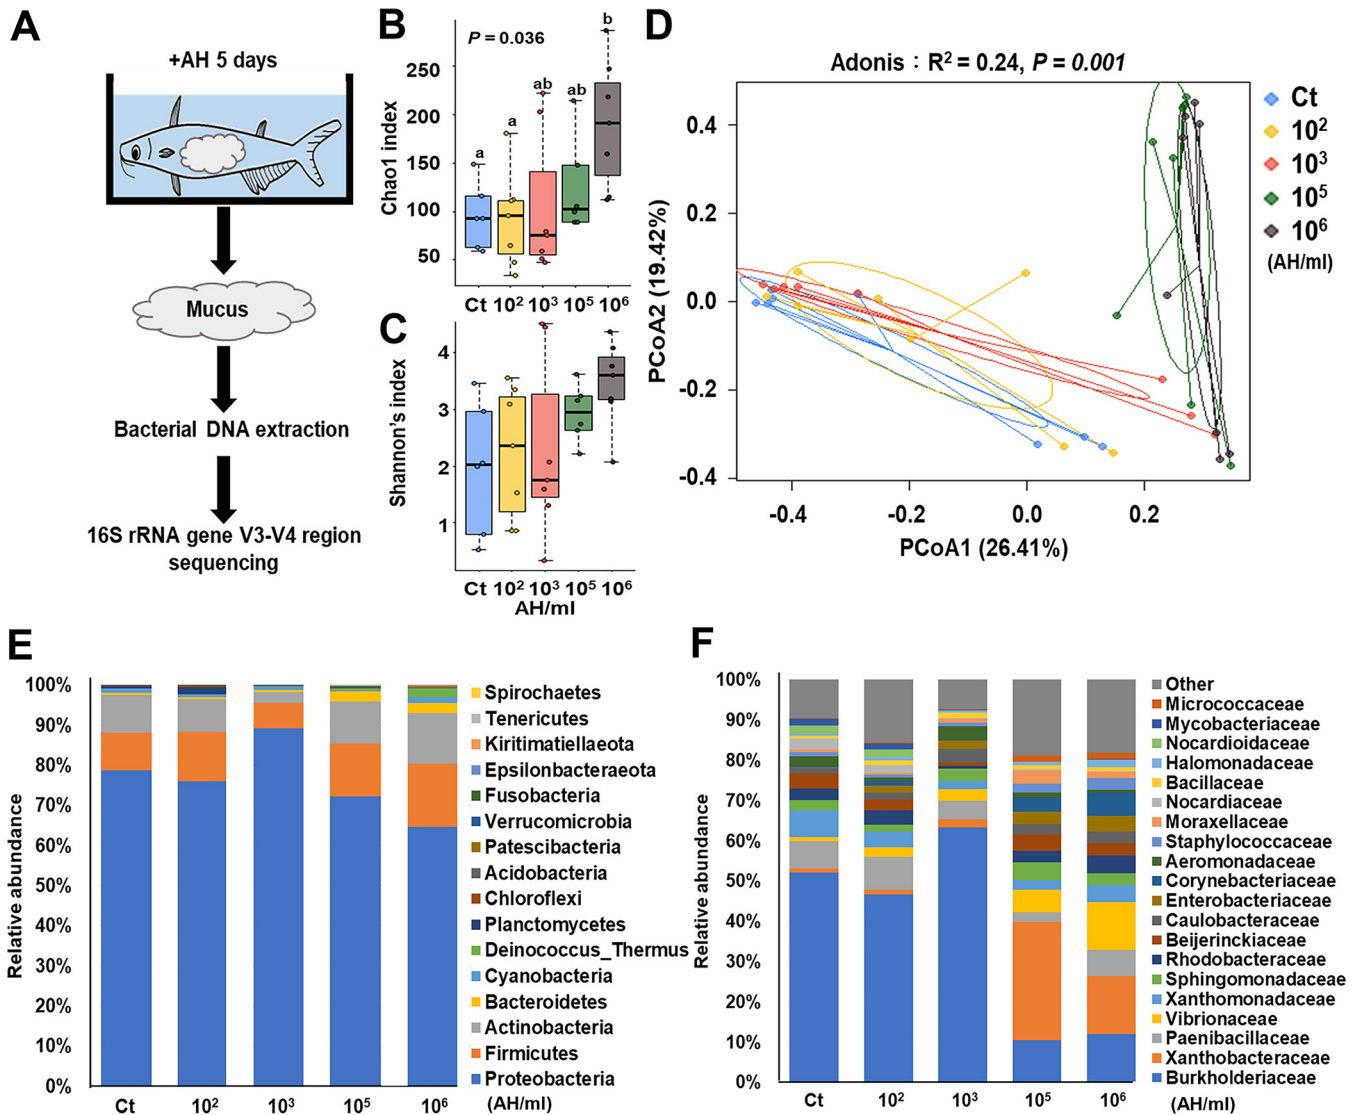 A
+AH 5 days
Mucus
Bacterial DNA extraction
16S rRNA gene V3-V4 region
sequencing
B
P = 0.036
Chao1 index
250
200
150
100
50
a
a
ab
ab
b
Ct 10² 10³ 10⁵ 10⁶
C
Shannon's index
4
3
2
1
Ct 10² 10³ 10⁵ 10⁶
AH/ml
D
Adonis : R² = 0.24, P = 0.001
PCoA2 (19.42%)
0.4
0.2
0.0
-0.2
-0.4
-0.4 -0.2 0.0 0.2
PCoA1 (26.41%)
Ct
10²
10³
10⁵
10⁶
(AH/ml)
E
Relative abundance
100%
90%
80%
70%
60%
50%
40%
30%
20%
10%
0%
Ct 10² 10³ 10⁵ 10⁶
Spirochaetes
Tenericutes
Kiritimatiellaeota
Epsilonbacteraeota
Fusobacteria
Verrucomicrobia
Patescibacteria
Acidobacteria
Chloroflexi
Planctomycetes
Deinococcus_Thermus
Cyanobacteria
Bacteroidetes
Actinobacteria
Firmicutes
Proteobacteria
(AH/ml)
F
Relative abundance
100%
90%
80%
70%
60%
50%
40%
30%
20%
10%
0%
Ct 10² 10³ 10⁵ 10⁶
Other
Micrococcaceae
Mycobacteriaceae
Nocardioidaceae
Halomonadaceae
Bacillaceae
Nocardiaceae
Moraxellaceae
Staphylococcaceae
Aeromonadaceae
Corynebacteriaceae
Enterobacteriaceae
Caulobacteraceae
Beijerinckiaceae
Rhodobacteraceae
Sphingomonadaceae
Xanthomonadaceae
Vibrionaceae
Paenibacillaceae
Xanthobacteraceae
Burkholderiaceae
(AH/ml)